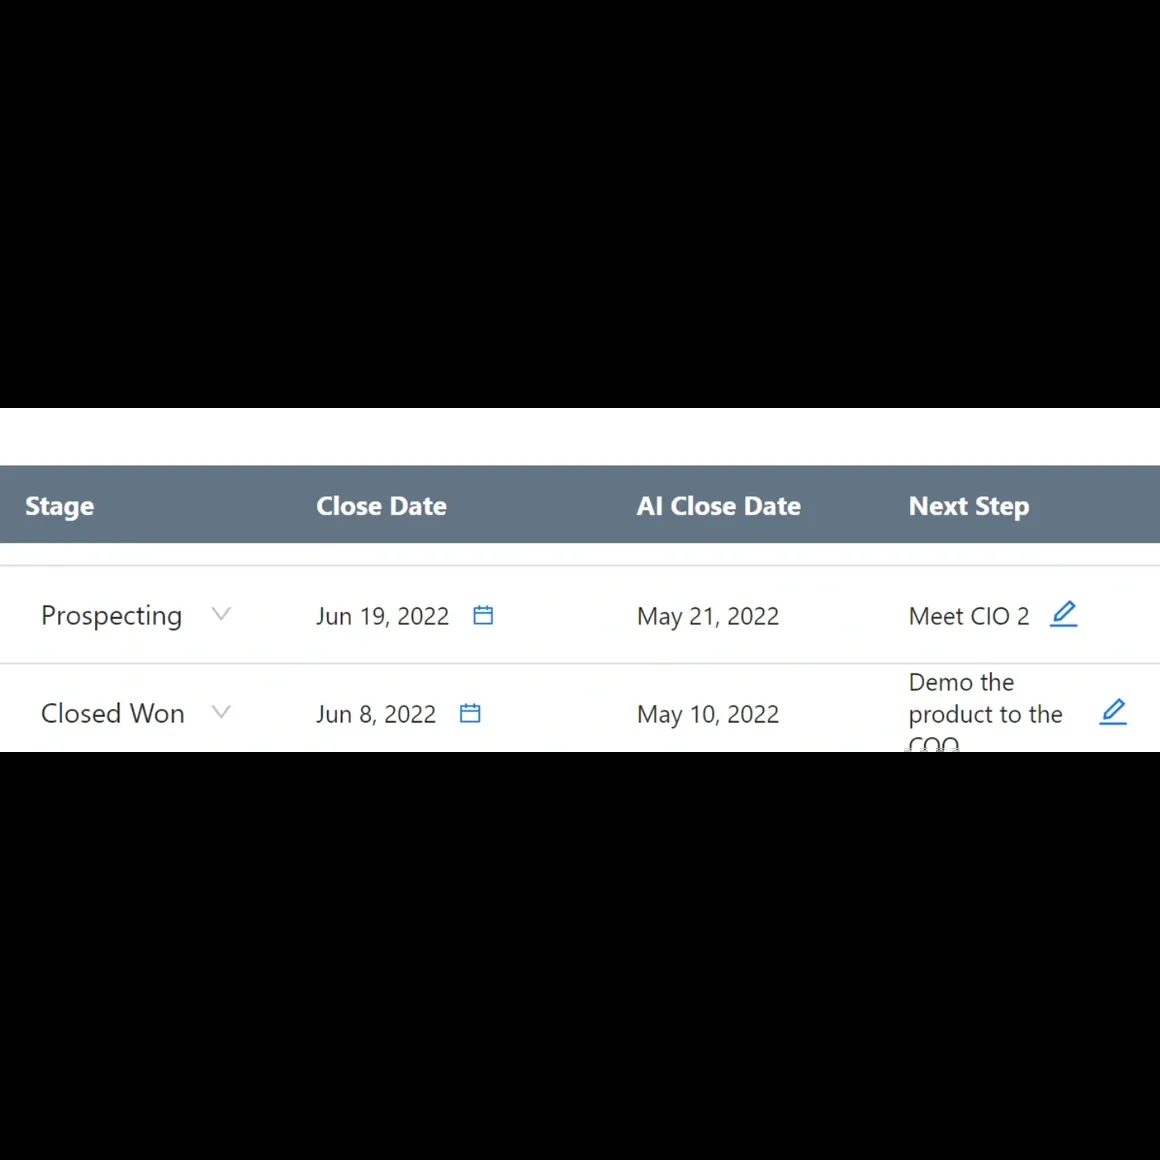 Stage Close Date AI Close Date Next Step
Prospecting Jun 19, 2022 May 21, 2022 Meet CIO 2
Demo the
Closed Won Jun 8, 2022 May 10, 2022 product to the
COO